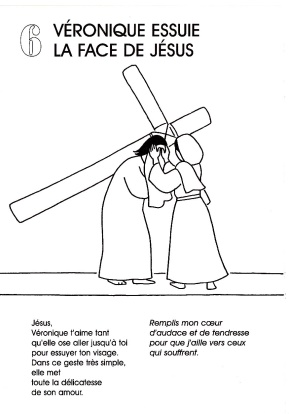 6 VÉRONIQUE ESSUIE
LA FACE DE JÉSUS
Jésus,
Véronique t'aime tant
qu'elle ose aller jusqu'à toi
pour essuyer ton visage.
Dans ce geste très simple,
elle met
toute la délicatesse
de son amour.
Remplis mon cœur
d'audace et de tendresse
pour que j'aille vers ceux
qui souffrent.